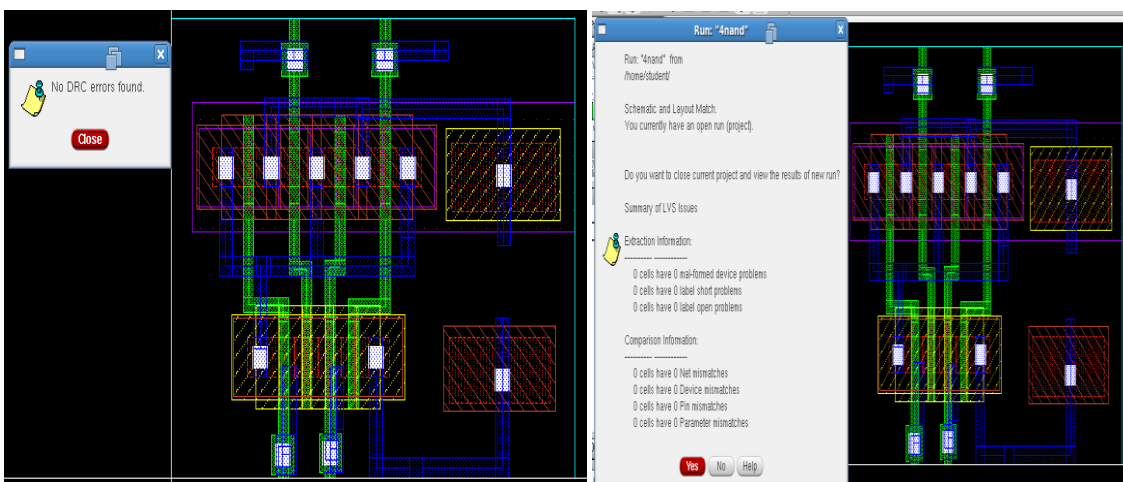 No DRC errors found.
Close
Run: "4nand"
Run: "4nand" from
/home/student/
Schematic and Layout Match.
You currently have an open run (project).
Do you want to close current project and view the results of new run?
Summary of LVS Issues
Extraction Information:
0 cells have 0 mal-formed device problems
0 cells have 0 label short problems
0 cells have 0 label open problems
Comparison Information:
0 cells have 0 Net mismatches
0 cells have 0 Device mismatches
0 cells have 0 Pin mismatches
0 cells have 0 Parameter mismatches
Yes No Help